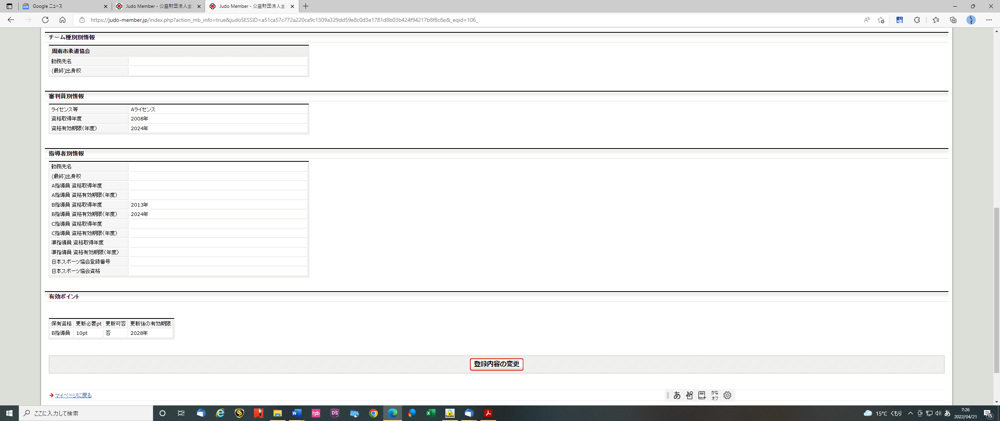 Google ニュース
Judo Member - 公益財団法人全
Judo Member - 公益財団法人全
https://judo-member.jp/index.php?action_mb_info=true&judoSESSID=a51ca57c772a220ca9c1309a329dd59e8c0d3e1781d8b03b424f94217b8f8c8e&_eqid=106_
チーム種別別情報
周南市柔道協会
勤務先名
(最終)出身校
審判員別情報
ライセンス等 Aライセンス
資格取得年度 2008年
資格有効期限（年度） 2024年
指導者別情報
勤務先名
(最終)出身校
A指導員 資格取得年度
A指導員 資格有効期限（年度）
B指導員 資格取得年度 2013年
B指導員 資格有効期限（年度） 2024年
C指導員 資格取得年度
C指導員 資格有効期限（年度）
準指導員 資格取得年度
準指導員 資格有効期限（年度）
日本スポーツ協会登録番号
日本スポーツ協会資格
有効ポイント
保有資格 更新必要pt 更新可否 更新後の有効期限
B指導員 10pt 否 2028年
登録内容の変更
マイページに戻る
あ かな
オフ
ここに入力して検索
15°C くもり あ 7:26
2022/04/21
15